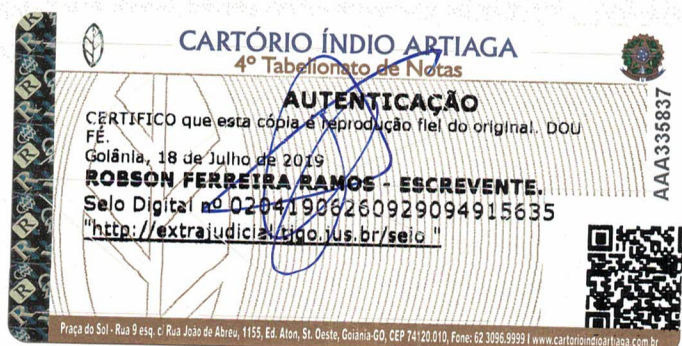 CARTÓRIO ÍNDIO ARTIAGA
4º Tabelionato de Notas
AUTENTICAÇÃO
CERTIFICO que esta cópia é reprodução fiel do original. DOU
FÉ.
Goiânia, 18 de Julho de 2019
ROBSON FERREIRA RAMOS - ESCREVENTE.
Selo Digital nº 02041906260929094915635
"http://extrajudicial.tjgo.jus.br/selo "
AAA335837
Praça do Sol - Rua 9 esq. c/ Rua João de Abreu, 1155, Ed. Aton, St. Oeste, Goiânia-GO, CEP 74120.010, Fone: 62 3096.9999 | www.cartorioindioartiaga.com.br